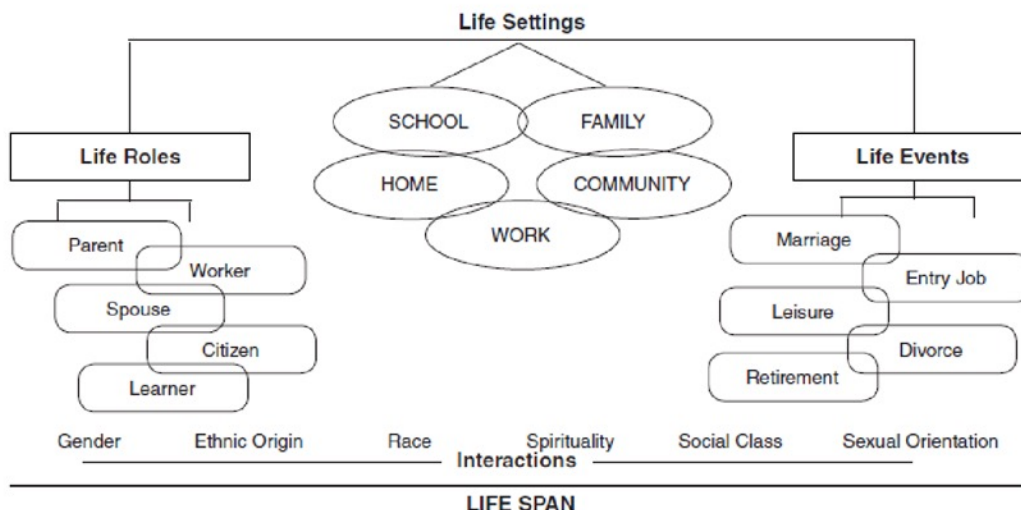 Life Settings
SCHOOL
FAMILY
Life Roles
Life Events
HOME
COMMUNITY
WORK
Parent
Worker
Spouse
Citizen
Learner
Marriage
Entry Job
Leisure
Divorce
Retirement
Gender Ethnic Origin Race Spirituality Social Class Sexual Orientation
Interactions
LIFE SPAN